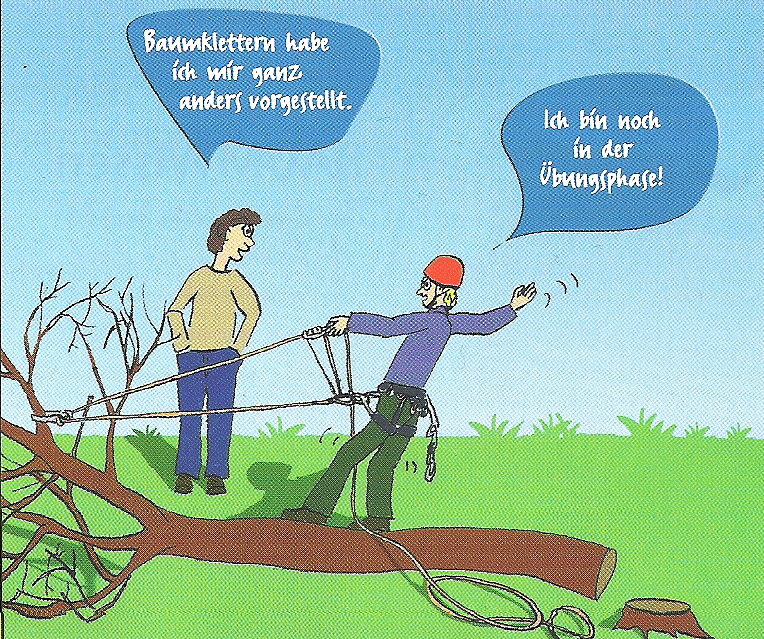 Baumklettern habe
ich mir ganz
anders vorgestellt.
Ich bin noch
in der
Übungsphase!